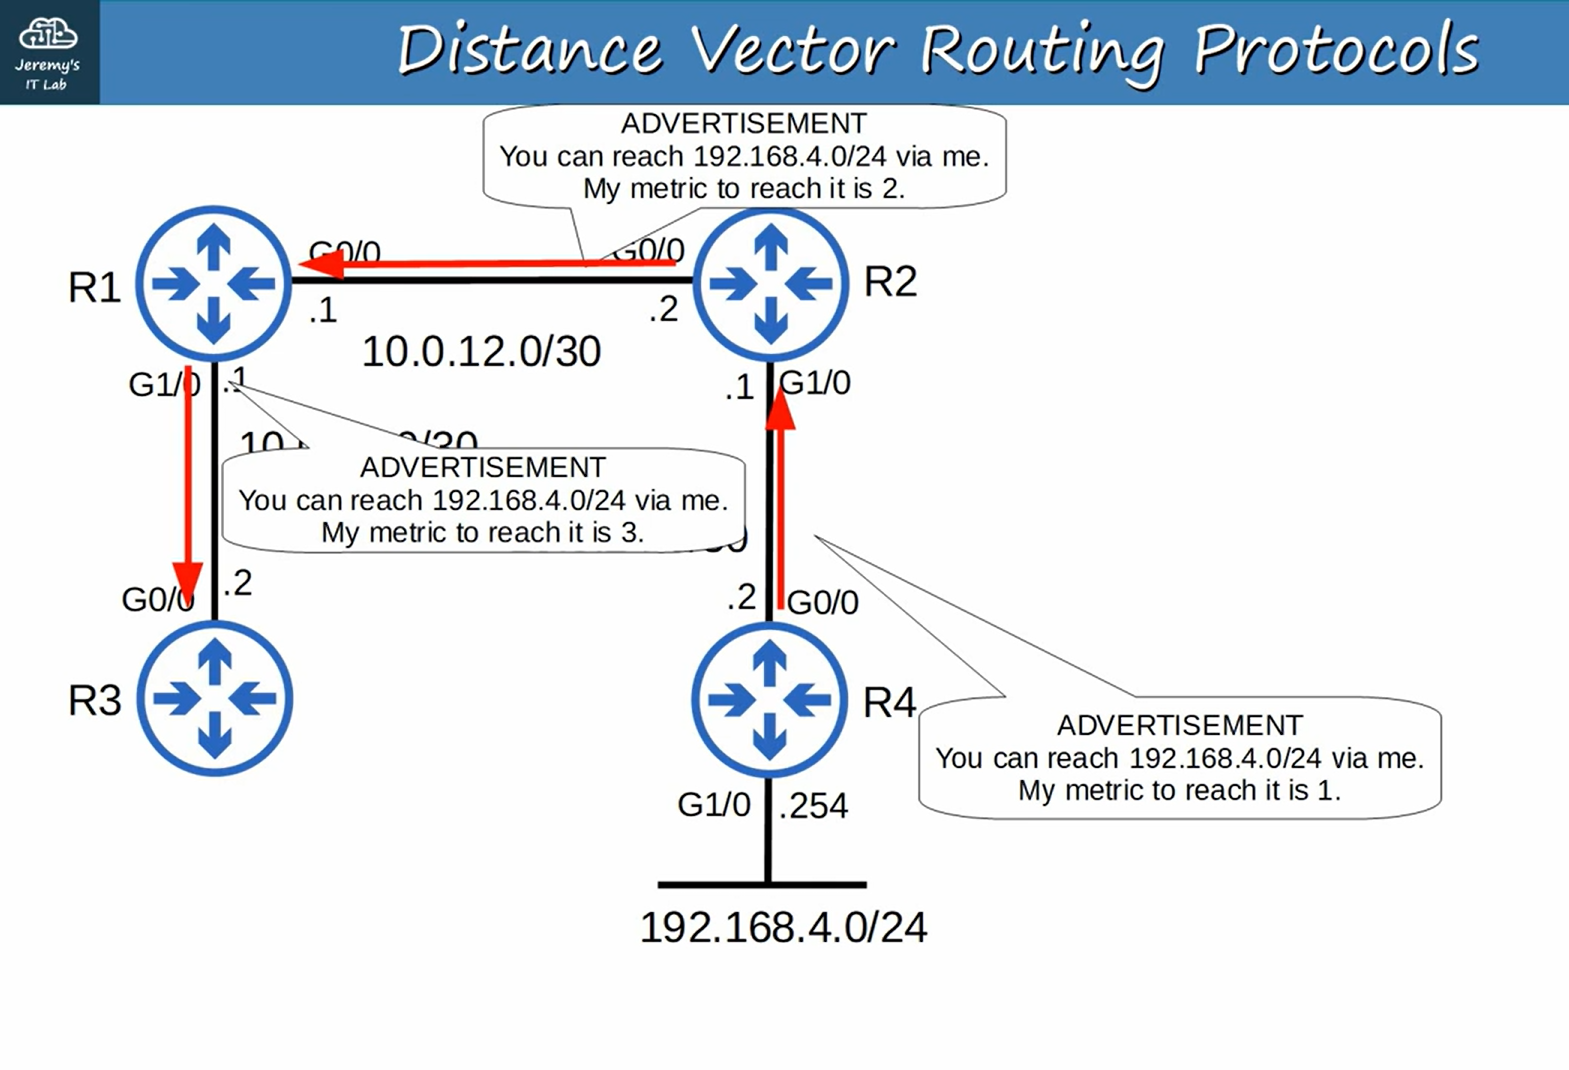 Jeremy's
IT Lab
Distance Vector Routing Protocols
ADVERTISEMENT
You can reach 192.168.4.0/24 via me.
My metric to reach it is 2.
R1
G0/0
G0/0
R2
.1
.2
10.0.12.0/30
G1/0
.1
.1
G1/0
ADVERTISEMENT
You can reach 192.168.4.0/24 via me.
My metric to reach it is 3.
G0/0
.2
.2
G0/0
R3
R4
ADVERTISEMENT
You can reach 192.168.4.0/24 via me.
My metric to reach it is 1.
G1/0
.254
192.168.4.0/24